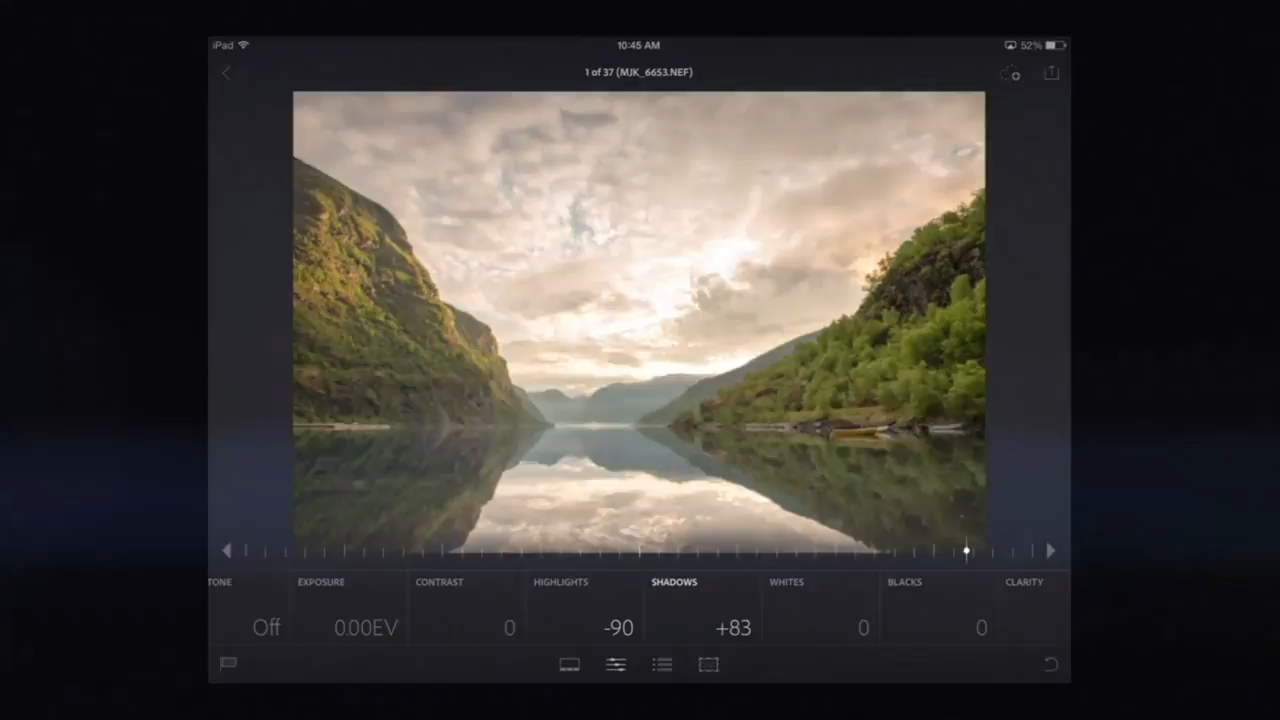 iPad 10:45 AM 52%
1 of 37 (MJK_6653.NEF)
TONE EXPOSURE CONTRAST HIGHLIGHTS SHADOWS WHITES BLACKS CLARITY
Off 0.00EV 0 -90 +83 0 0